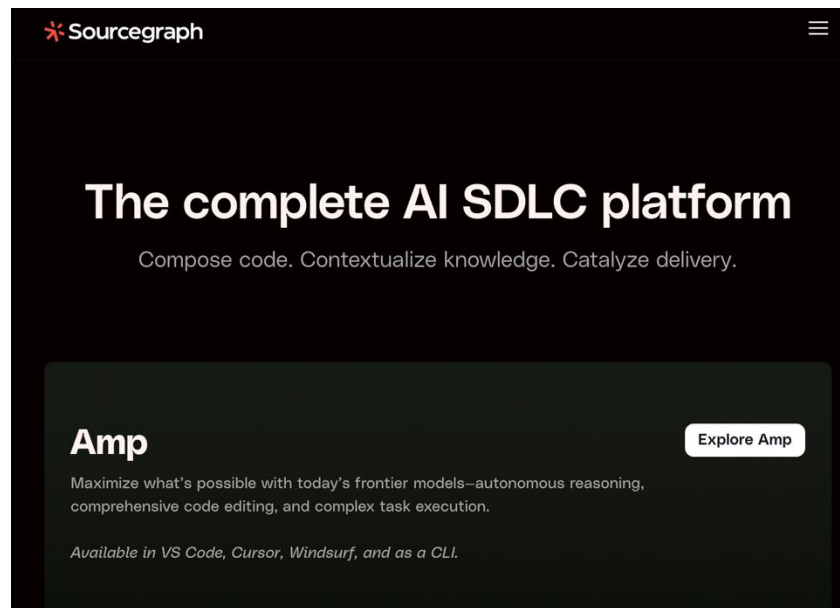 Sourcegraph
The complete AI SDLC platform
Compose code. Contextualize knowledge. Catalyze delivery.
Amp
Explore Amp
Maximize what's possible with today's frontier models—autonomous reasoning,
comprehensive code editing, and complex task execution.
Available in VS Code, Cursor, Windsurf, and as a CLI.